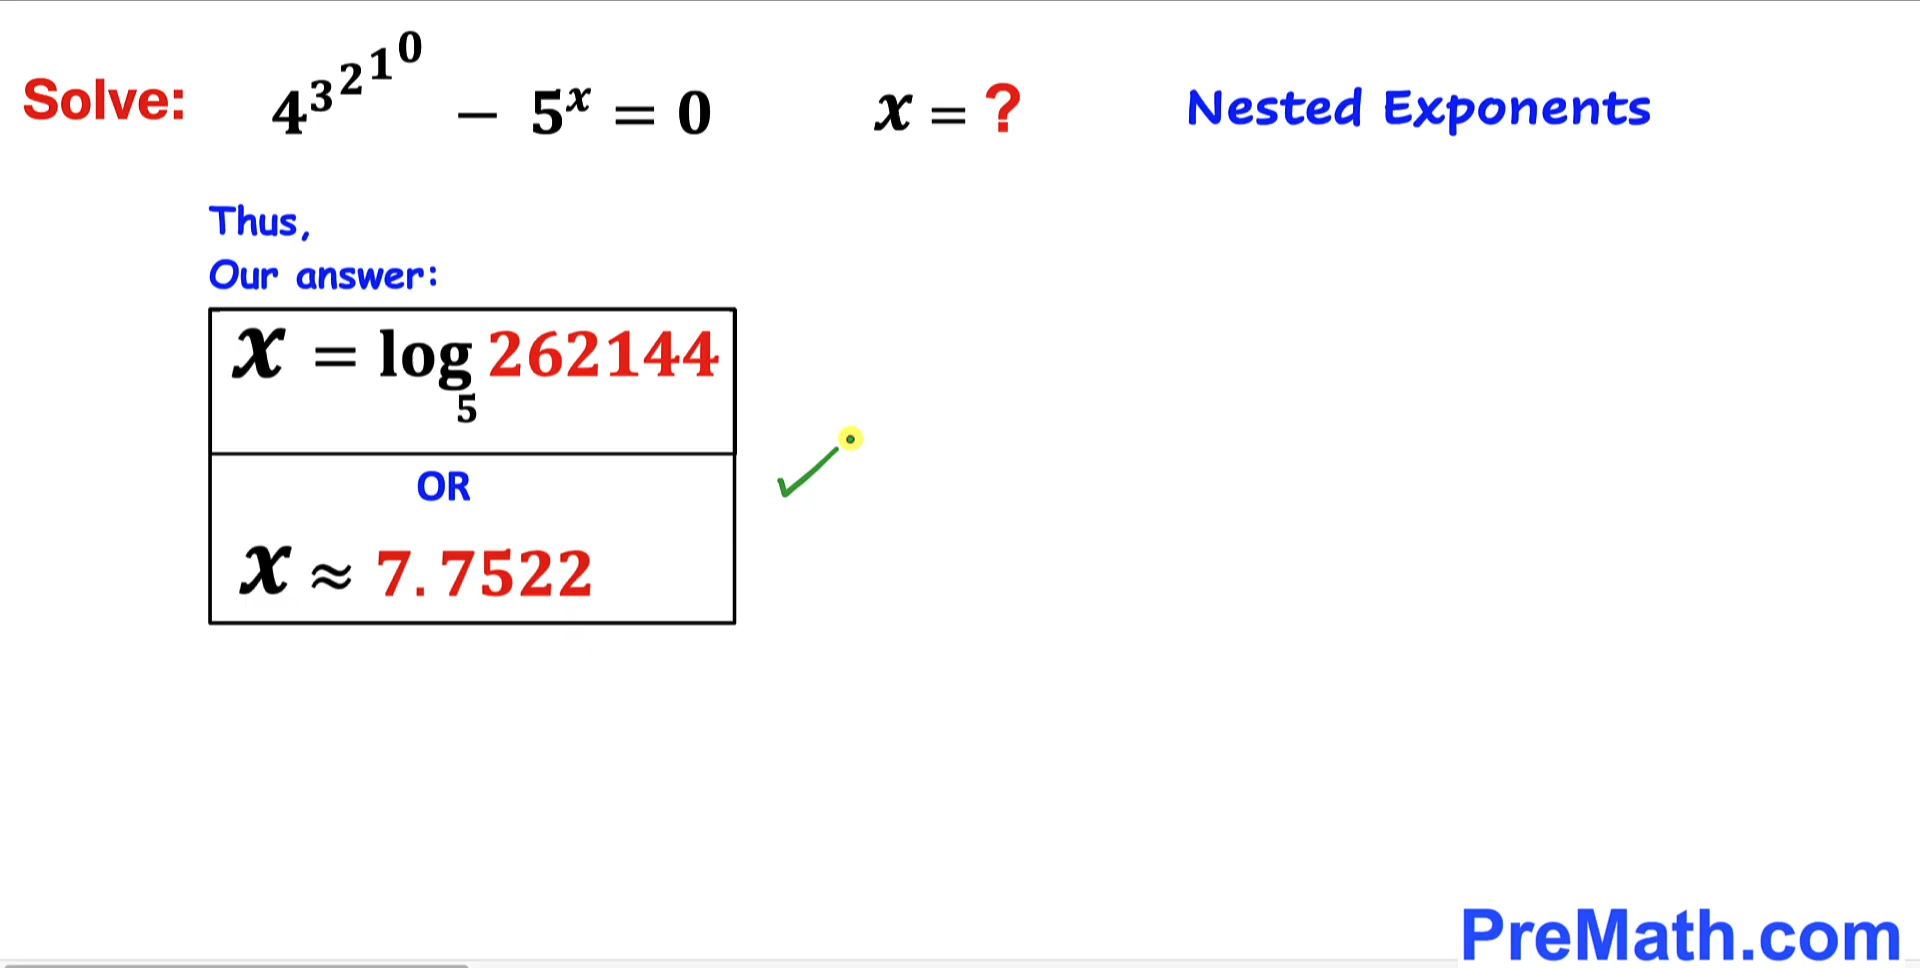 Solve: 4^3^2^1^0 − 5^x = 0 x = ? Nested Exponents
Thus,
Our answer:
x = log_5 262144
OR
x ≈ 7.7522
PreMath.com